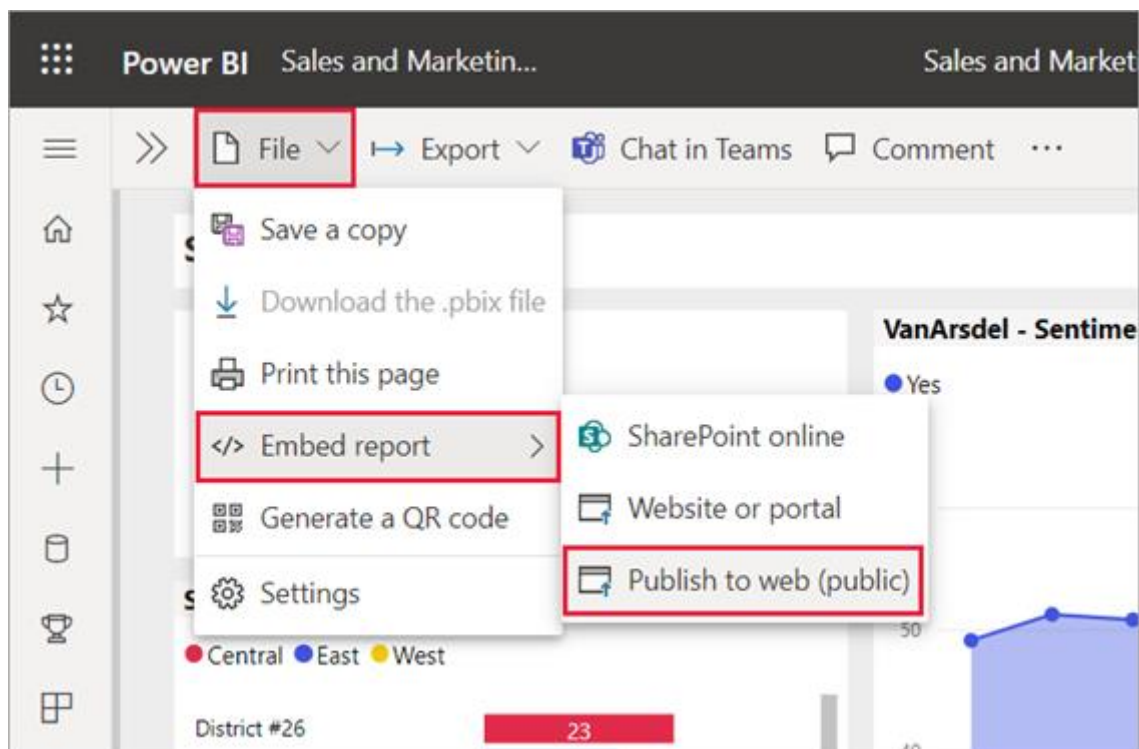 Power BI Sales and Marketin... Sales and Market
File Export Chat in Teams Comment ...
Save a copy
Download the .pbix file
Print this page
Embed report
Generate a QR code
Settings
SharePoint online
Website or portal
Publish to web (public)
VanArsdel - Sentime
Yes
50
Central East West
District #26 23